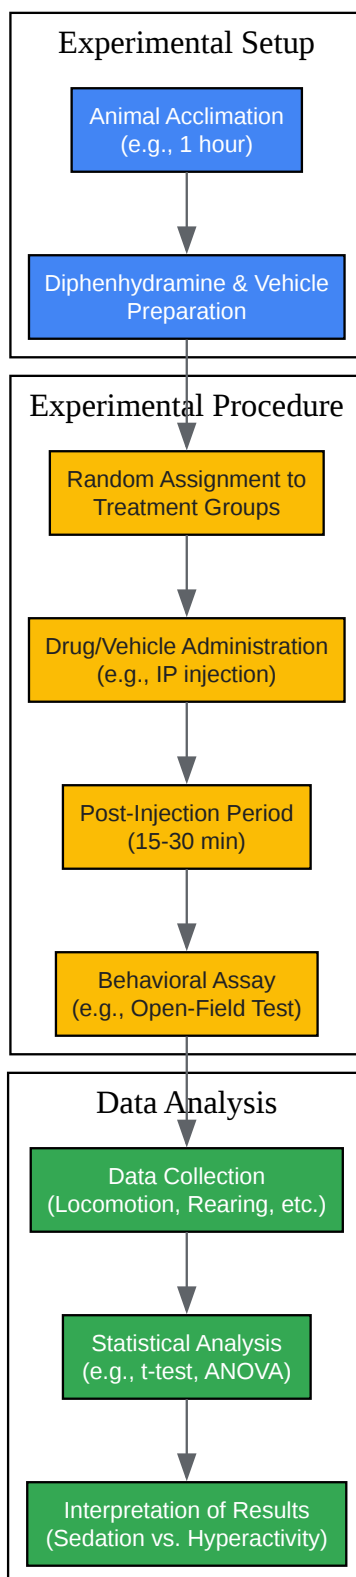 Experimental Setup
Animal Acclimation
(e.g., 1 hour)
Diphenhydramine & Vehicle
Preparation
Experimental Procedure
Random Assignment to
Treatment Groups
Drug/Vehicle Administration
(e.g., IP injection)
Post-Injection Period
(15-30 min)
Behavioral Assay
(e.g., Open-Field Test)
Data Analysis
Data Collection
(Locomotion, Rearing, etc.)
Statistical Analysis
(e.g., t-test, ANOVA)
Interpretation of Results
(Sedation vs. Hyperactivity)